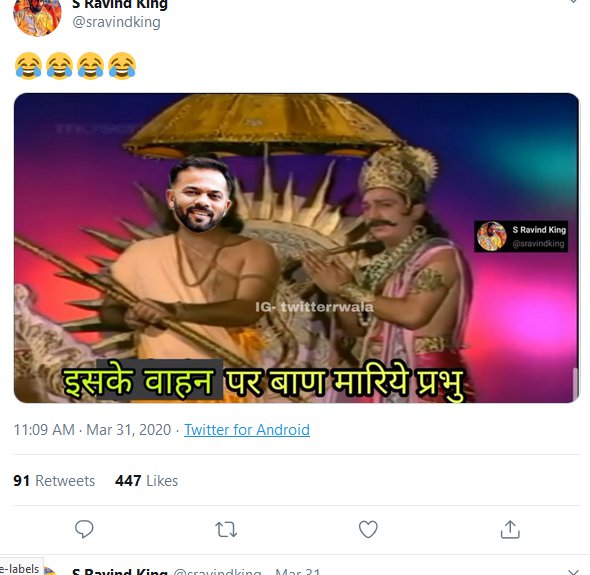 S Ravind King
@sravindking
S Ravind King
@sravindking
IG- twitterrwala
इसके वाहन पर बाण मारिये प्रभु
11:09 AM · Mar 31, 2020 · Twitter for Android
91 Retweets 447 Likes
e-labels
S Ravind King @sravindking · Mar 31